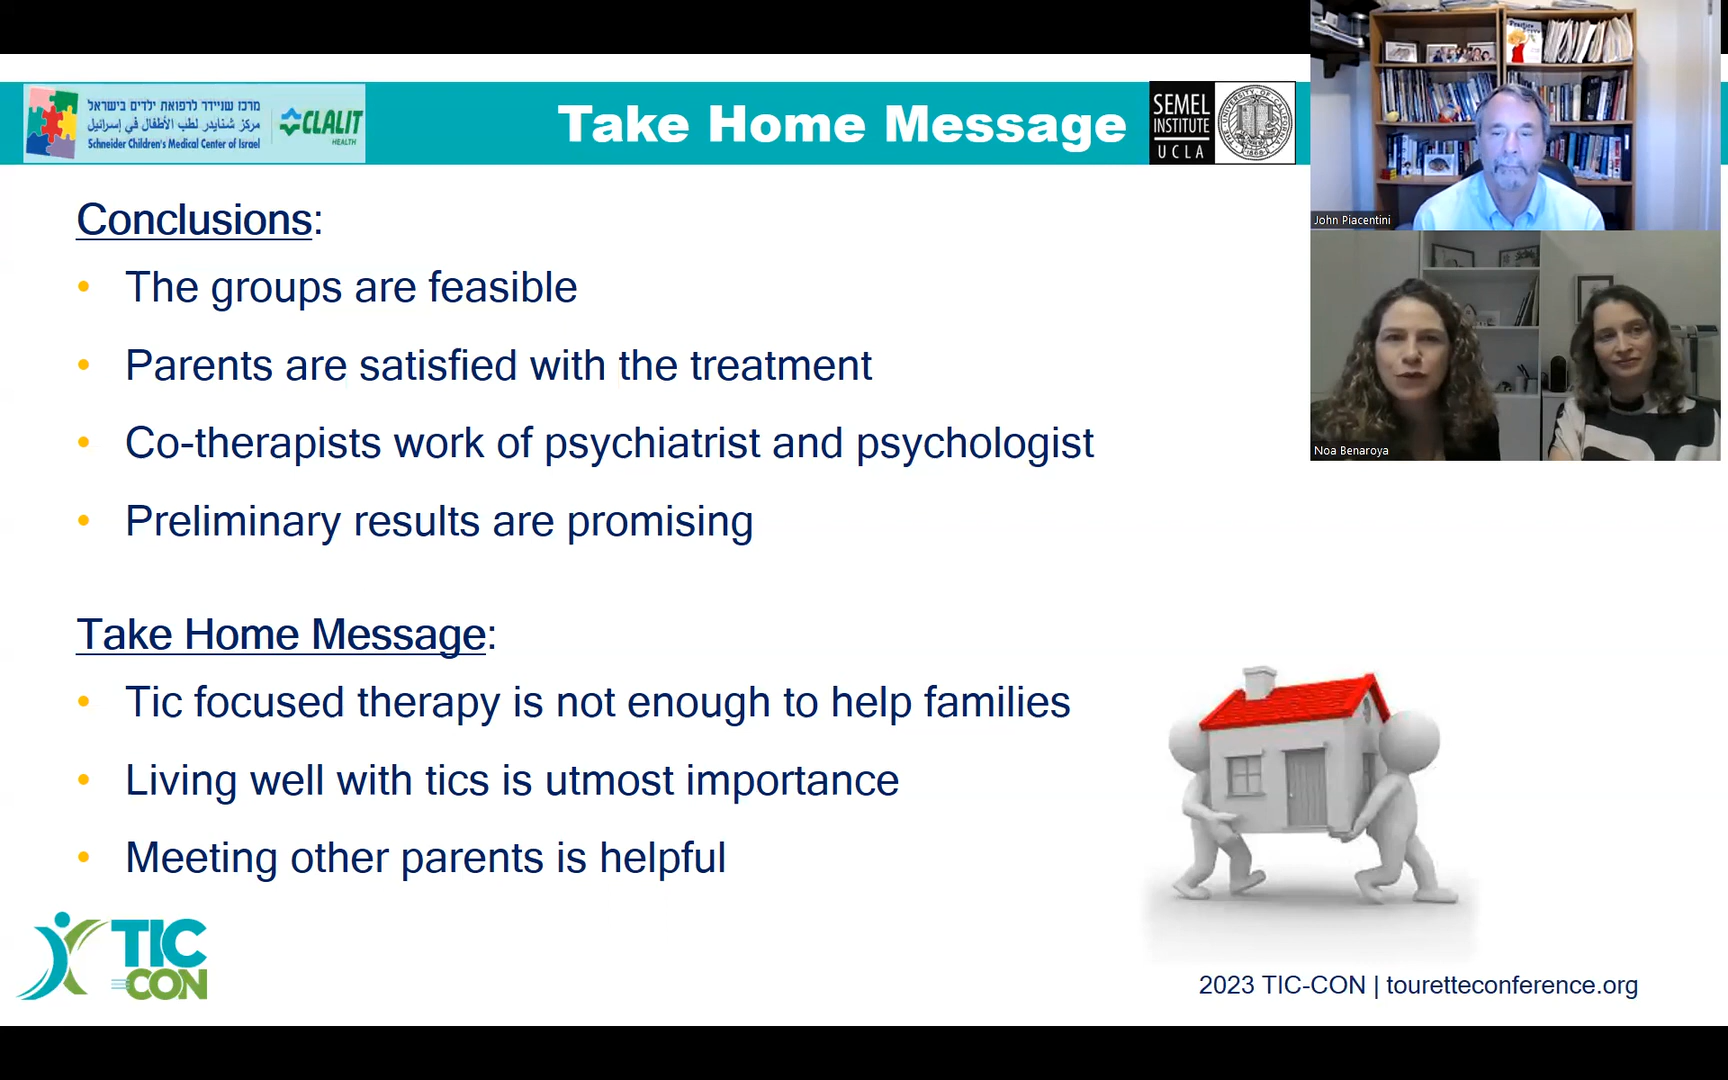 מרכז שניידר לרפואת ילדים בישראל
مركز شنايدر لطب الأطفال في إسرائيل
Schneider Children's Medical Center of Israel
CLALIT
HEALTH
Take Home Message
SEMEL
INSTITUTE
UCLA
John Piacentini
Noa Benaroya
Conclusions:
• The groups are feasible
• Parents are satisfied with the treatment
• Co-therapists work of psychiatrist and psychologist
• Preliminary results are promising
Take Home Message:
• Tic focused therapy is not enough to help families
• Living well with tics is utmost importance
• Meeting other parents is helpful
TIC
CON
2023 TIC-CON | touretteconference.org